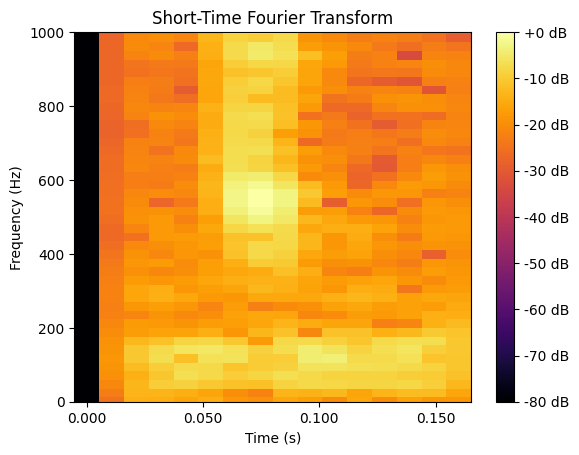 Short-Time Fourier Transform
1000
800
600
400
200
0
Frequency (Hz)
0.000
0.050
0.100
0.150
Time (s)
+0 dB
-10 dB
-20 dB
-30 dB
-40 dB
-50 dB
-60 dB
-70 dB
-80 dB